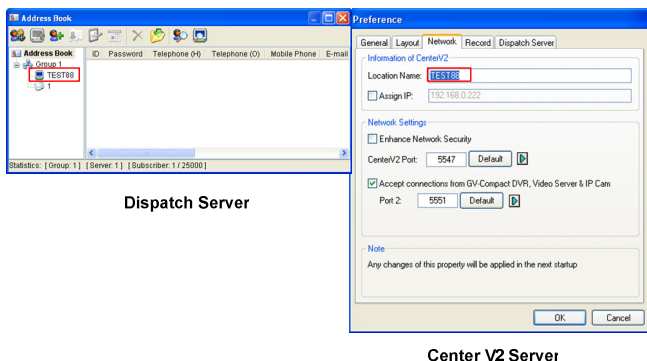 Address Book
Address Book
Group 1
TEST88
1
ID Password Telephone (H) Telephone (O) Mobile Phone E-mail
Statistics: [ Group: 1 ] [ Server: 1 ] [ Subscriber: 1 / 25000 ]
Dispatch Server
Preference
General Layout Network Record Dispatch Server
Information of CenterV2
Location Name: TEST88
Assign IP: 192.168.0.222
Network Settings
Enhance Network Security
CenterV2 Port: 5547 Default
Accept connections from GV-Compact DVR, Video Server & IP Cam
Port 2: 5551 Default
Note
Any changes of this property will be applied in the next startup
OK Cancel
Center V2 Server